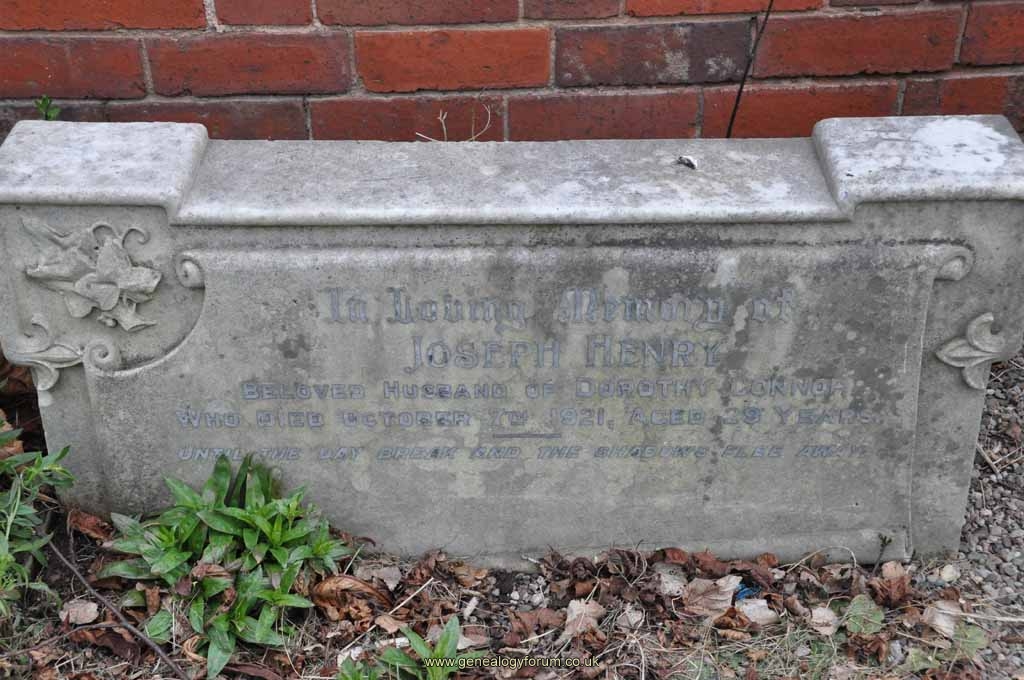 In Loving Memory of
JOSEPH HENRY
BELOVED HUSBAND OF DOROTHY CONNOR
WHO DIED OCTOBER 7TH 1921, AGED 29 YEARS.
UNTIL THE DAY BREAK AND THE SHADOWS FLEE AWAY.
www.genealogyforum.co.uk